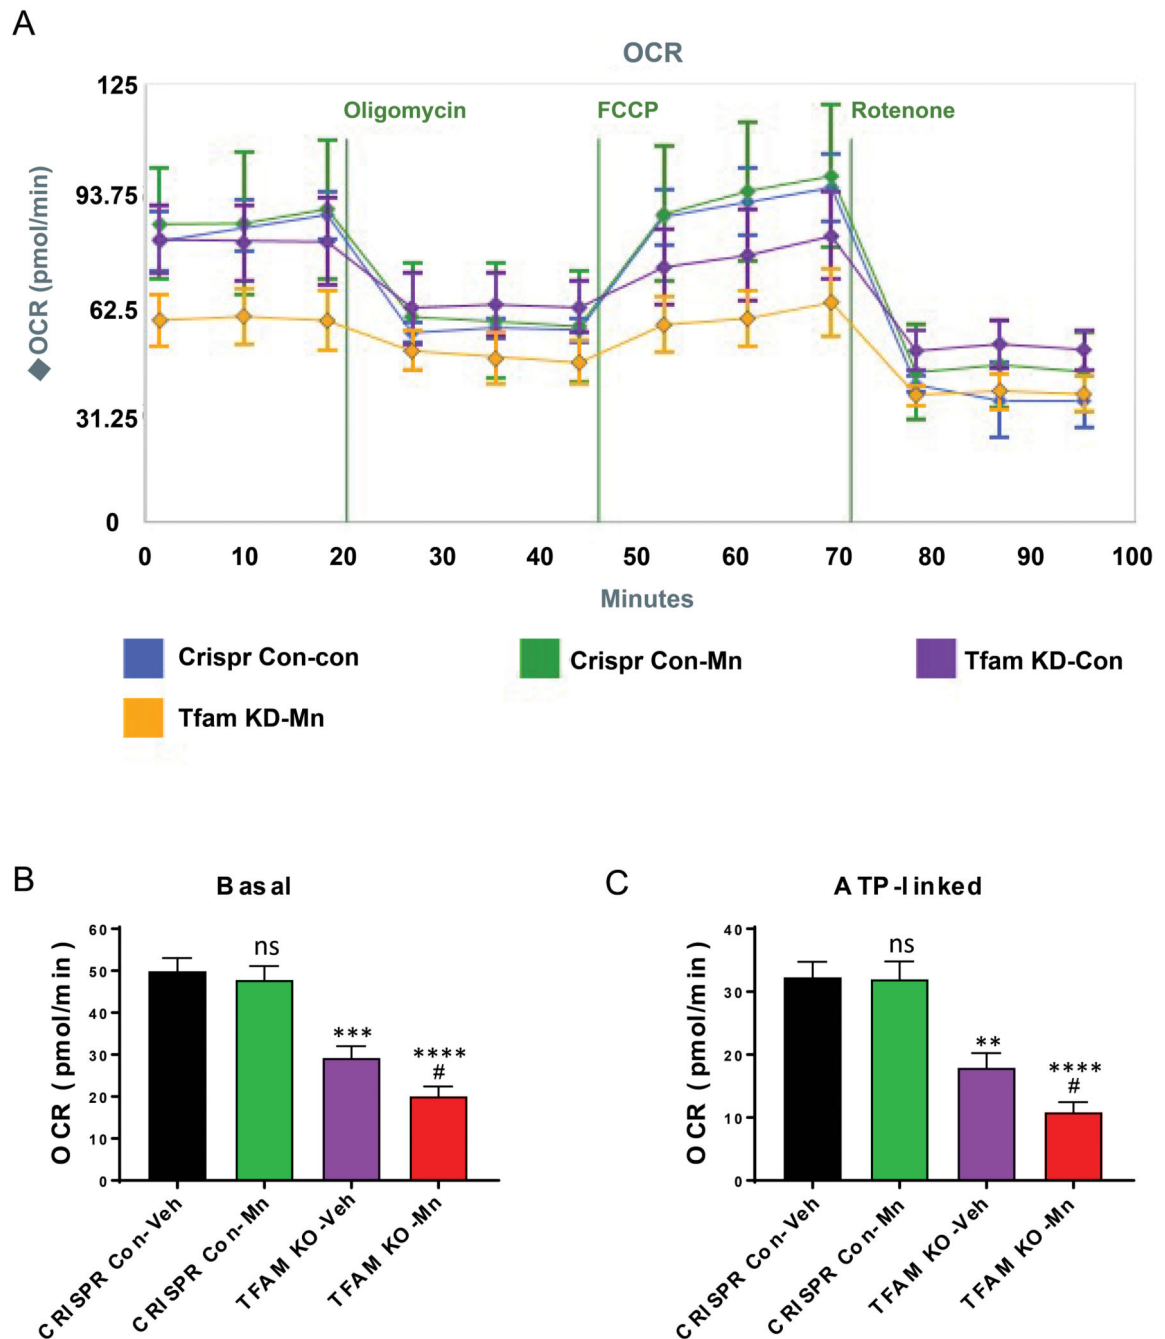 A
OCR
125
Oligomycin
FCCP
Rotenone
93.75
62.5
31.25
0
◆OCR (pmol/min)
0 10 20 30 40 50 60 70 80 90 100
Minutes
Crispr Con-con
Crispr Con-Mn
Tfam KD-Con
Tfam KD-Mn
B
Basal
OCR (pmol/min)
60
50
40
30
20
10
0
ns
***
****
#
CRISPR Con-Veh
CRISPR Con-Mn
TFAM KO-Veh
TFAM KO-Mn
C
ATP-linked
OCR (pmol/min)
40
30
20
10
0
ns
**
****
#
CRISPR Con-Veh
CRISPR Con-Mn
TFAM KO-Veh
TFAM KO-Mn